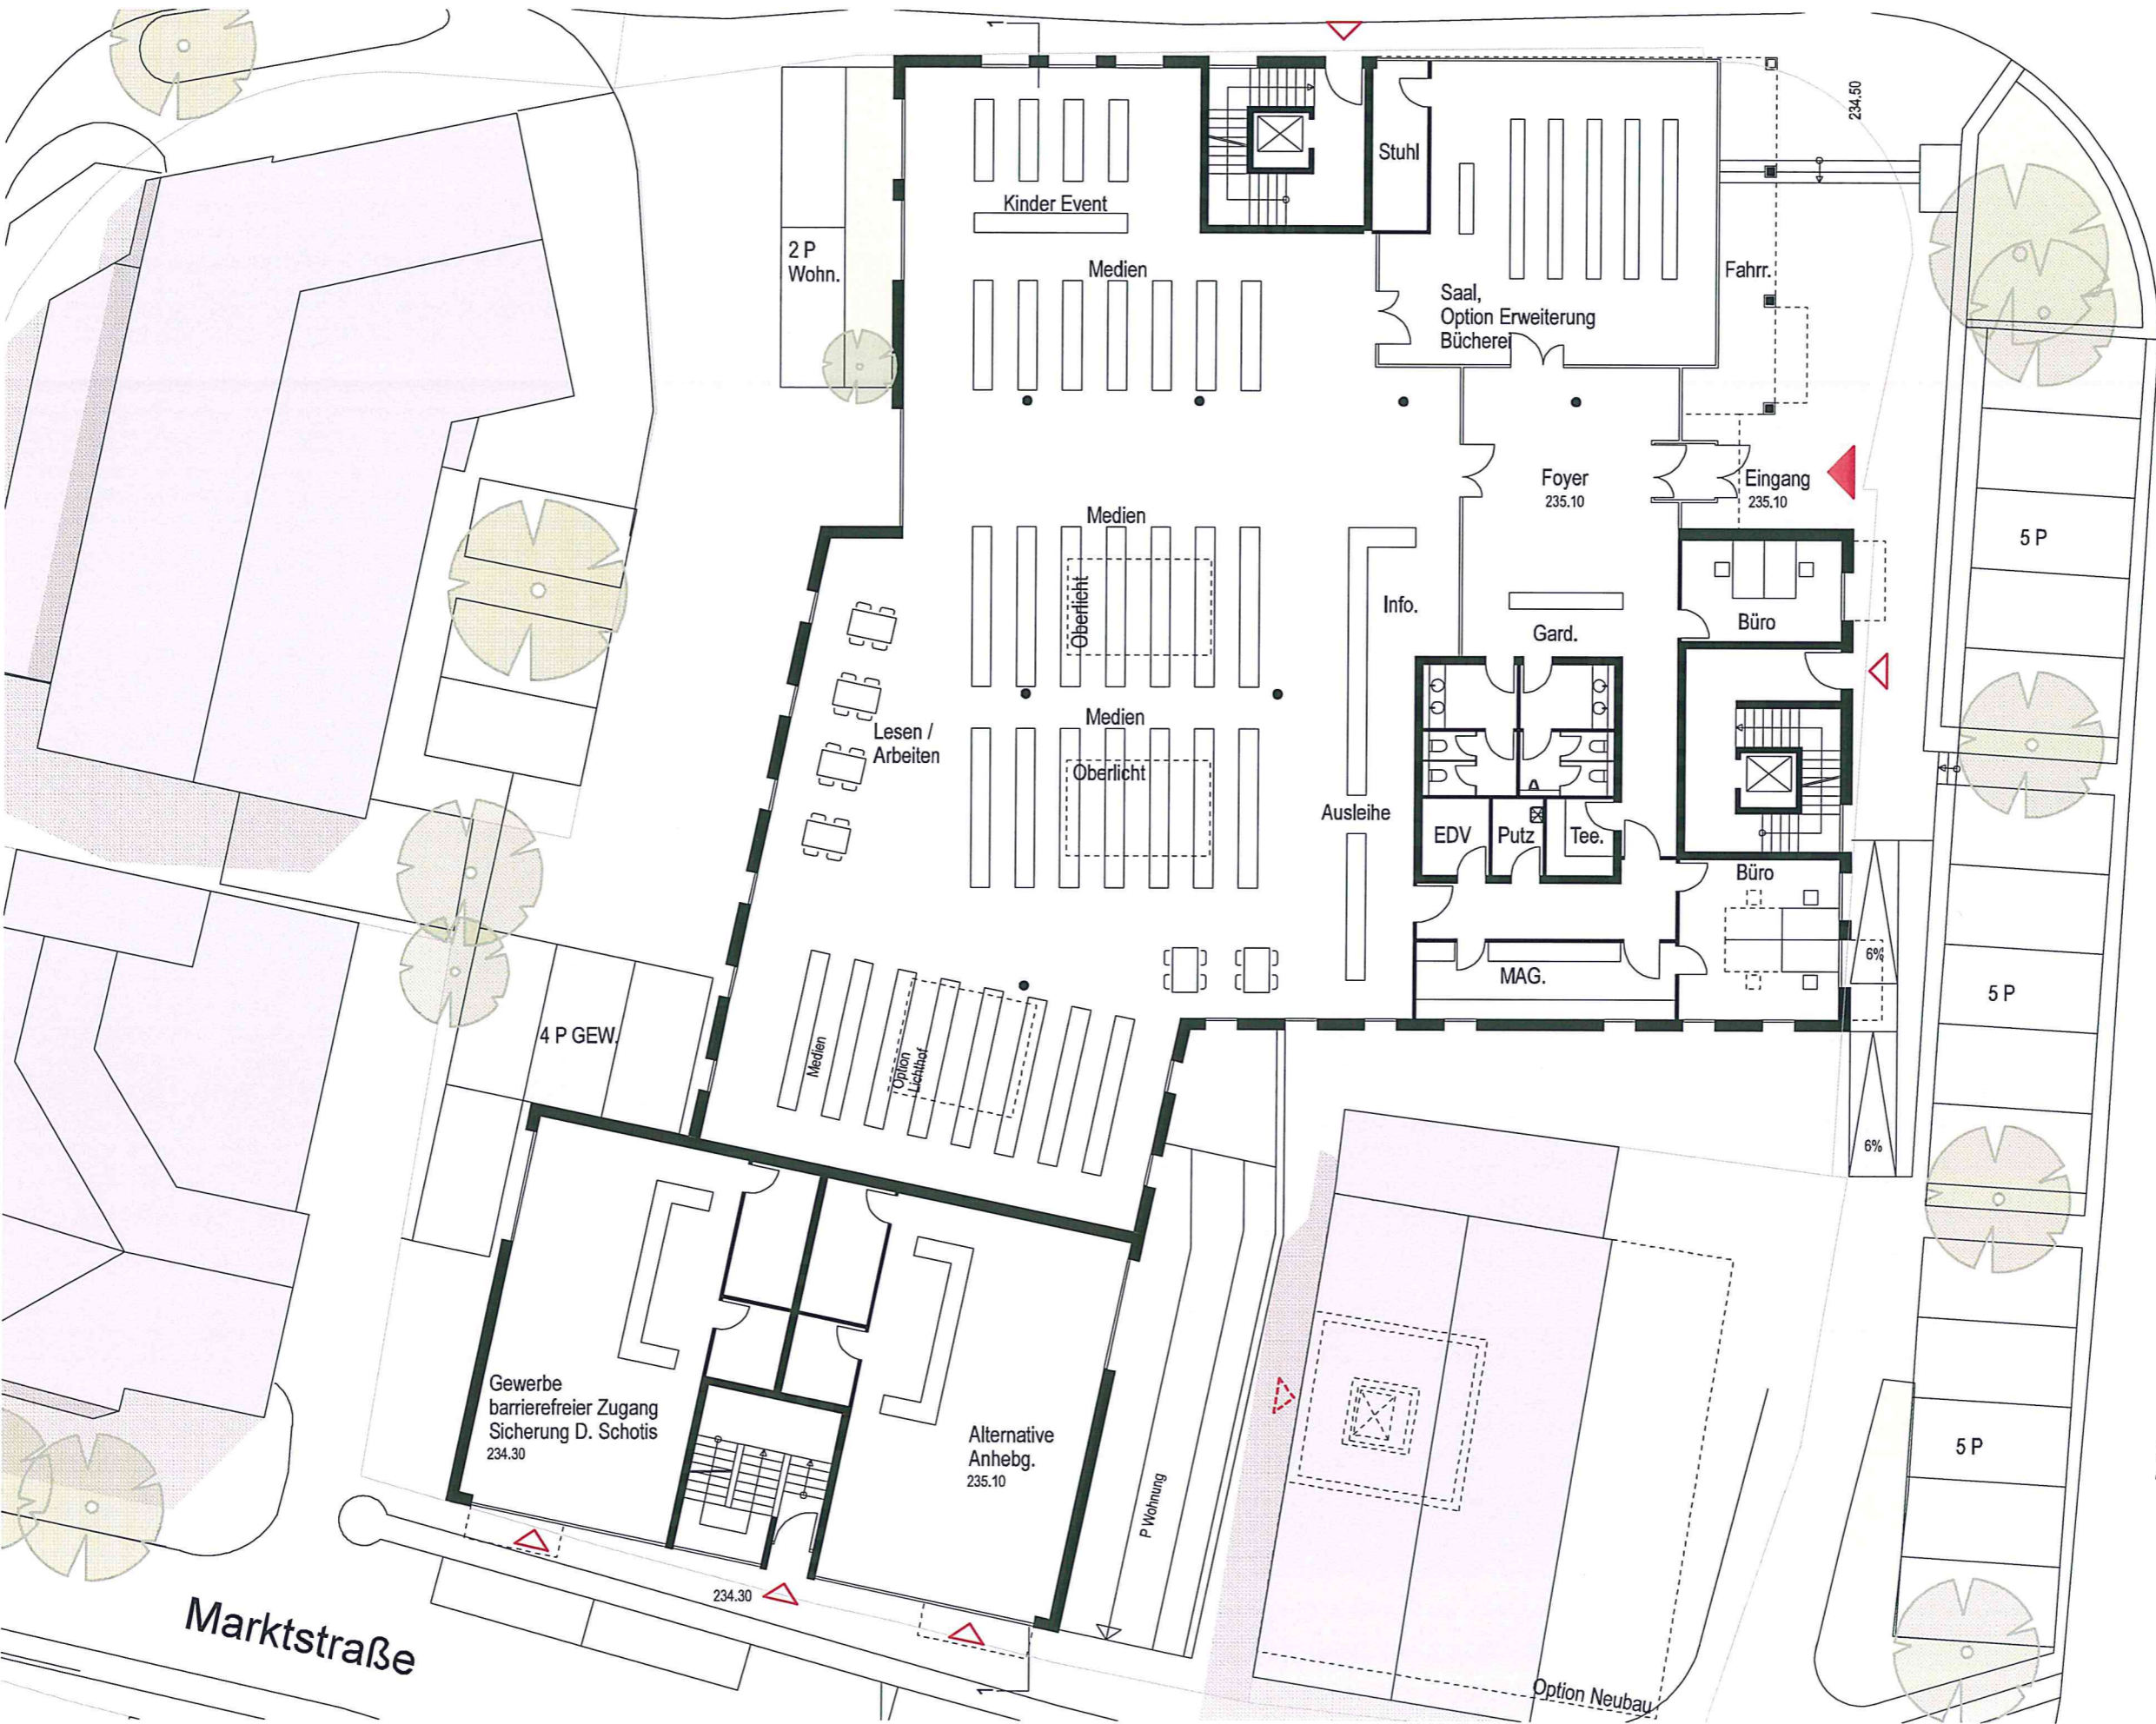 1
234.50
Stuhl
Kinder Event
2 P
Wohn.
Medien
Fahrr.
Saal,
Option Erweiterung
Bücherei
Foyer
235.10
Eingang
235.10
Medien
5 P
Oberlicht
Info.
Gard.
Büro
Medien
Lesen /
Arbeiten
Oberlicht
Ausleihe
EDV
Putz
Tee.
Büro
6%
MAG.
5 P
4 P GEW.
Medien
Option
Lichthof
6%
Gewerbe
barrierefreier Zugang
Sicherung D. Schotis
234.30
Alternative
Anhebg.
235.10
5 P
P Wohnung
234.30
Marktstraße
1
Option Neubau